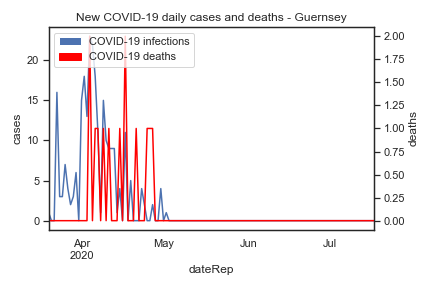 New COVID-19 daily cases and deaths - Guernsey
COVID-19 infections
COVID-19 deaths
20
15
10
5
0
cases
2.00
1.75
1.50
1.25
1.00
0.75
0.50
0.25
0.00
deaths
Apr
2020
May
Jun
Jul
dateRep